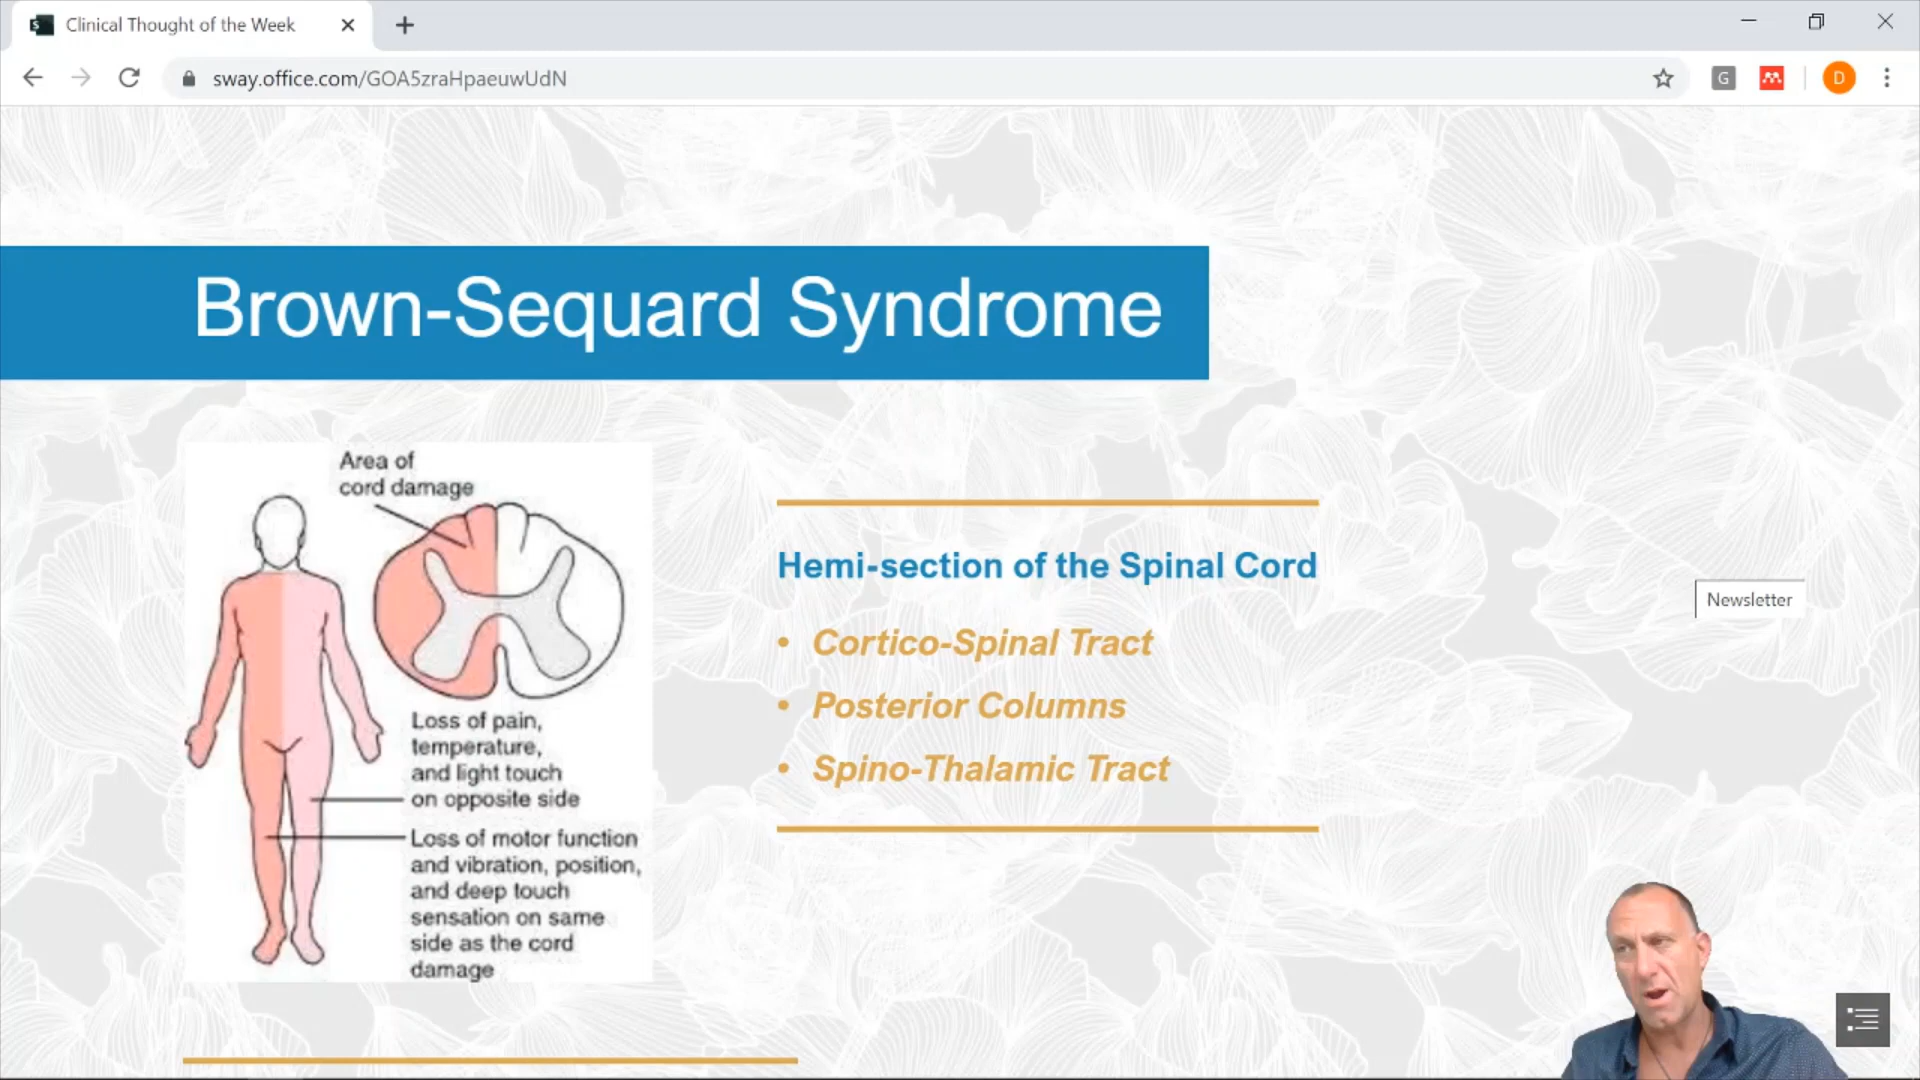 Clinical Thought of the Week
sway.office.com/GOA5zraHpaeuwUdN
G
D
Brown-Sequard Syndrome
Area of
cord damage
Loss of pain,
temperature,
and light touch
on opposite side
Loss of motor function
and vibration, position,
and deep touch
sensation on same
side as the cord
damage
Hemi-section of the Spinal Cord
• Cortico-Spinal Tract
• Posterior Columns
• Spino-Thalamic Tract
Newsletter